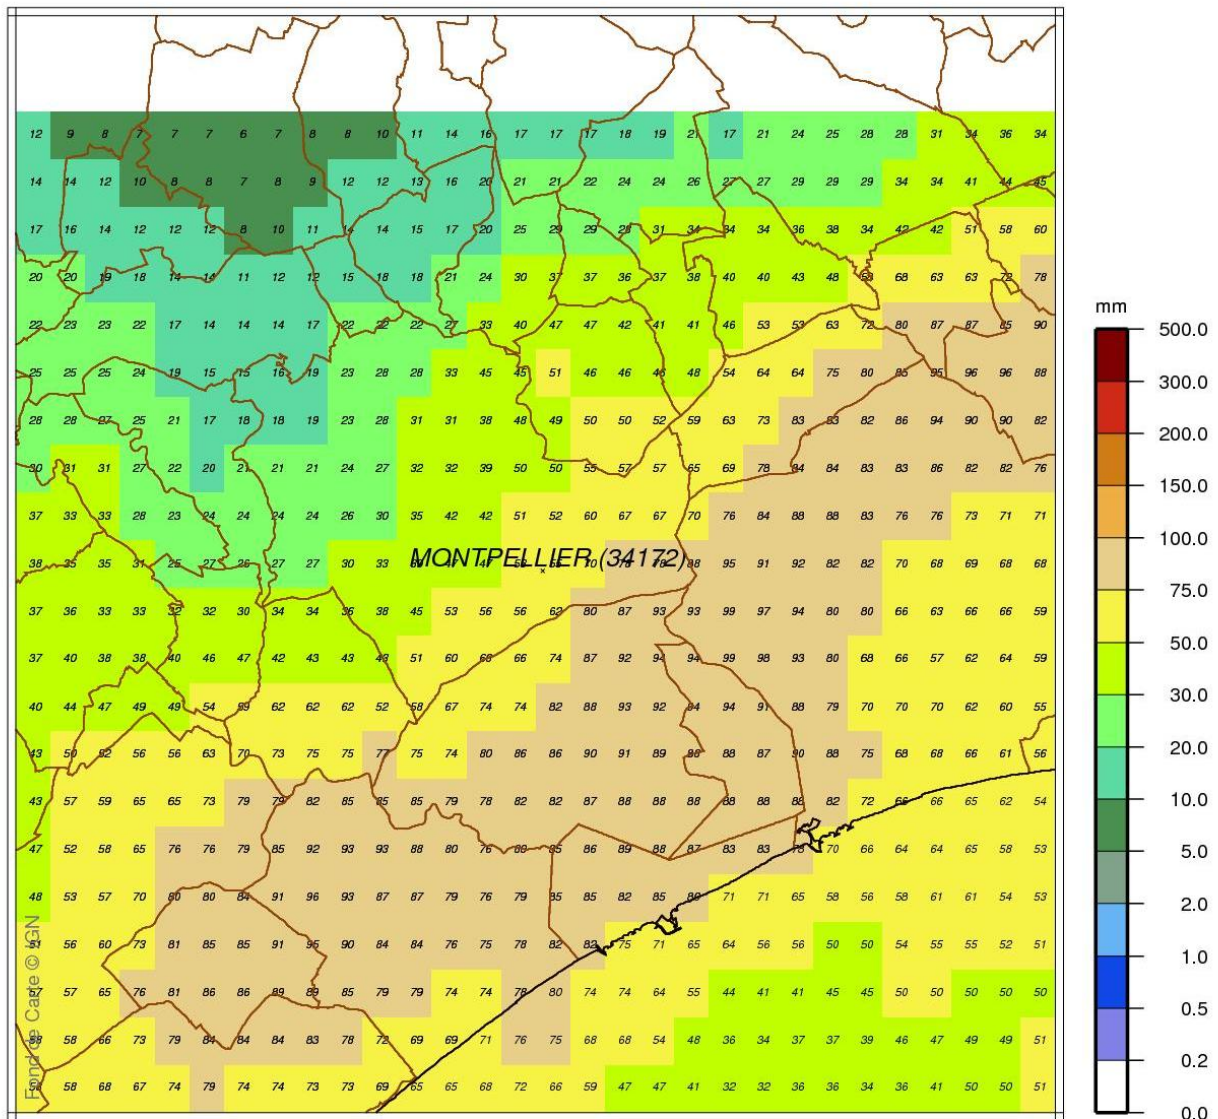 mm
12 9 8 7 7 7 6 7 8 8 10 11 14 16 17 17 17 18 19 21 17 21 24 25 28 28 31 34 36 34
500.0
14 14 12 10 8 8 7 8 9 12 12 13 16 20 21 21 22 24 24 26 27 27 29 29 29 34 34 41 44 45
300.0
17 16 14 12 12 12 8 10 11 14 14 15 17 20 25 29 29 28 31 34 34 34 36 38 34 42 42 51 58 60
200.0
20 20 19 18 14 14 11 12 12 15 18 18 21 24 30 37 37 36 37 38 40 40 43 48 58 68 63 63 72 78
150.0
22 23 23 22 17 14 14 14 17 22 22 22 27 33 40 47 47 42 41 41 46 53 53 63 72 80 87 87 85 90
100.0
25 25 25 24 19 15 15 16 19 23 28 28 33 45 45 51 46 46 46 48 54 64 64 75 80 95 95 96 96 88
75.0
28 28 27 25 21 17 18 18 19 23 28 31 31 38 48 49 50 50 52 59 63 73 83 83 82 86 94 90 90 82
50.0
30 31 31 27 22 20 21 21 21 24 27 32 32 39 50 50 55 57 57 65 69 78 84 84 83 83 86 82 82 76
30.0
37 33 33 28 23 24 24 24 24 26 30 35 42 42 51 52 60 67 67 70 76 84 88 88 83 76 76 73 71 71
20.0
MONTPELLIER (34172)
38 35 35 31 25 27 26 27 27 30 33 70 98 95 91 92 82 82 70 68 69 68 68
10.0
37 36 33 33 32 32 30 34 34 36 38 45 53 56 56 62 80 87 93 93 99 97 94 80 80 66 63 66 66 59
5.0
37 40 38 38 40 46 47 42 43 43 43 51 60 66 66 74 87 92 94 94 99 98 93 80 68 66 57 62 64 59
2.0
40 44 47 49 49 54 59 62 62 62 52 58 67 74 74 82 88 93 92 94 94 91 88 79 70 70 70 62 60 55
1.0
43 50 52 56 56 63 70 73 75 75 77 75 74 80 86 86 90 91 89 88 88 87 90 88 75 68 68 66 61 56
0.5
43 57 59 65 65 73 79 79 82 85 85 85 79 78 82 82 87 88 88 88 88 88 88 82 72 66 66 65 62 54
0.2
47 52 58 65 76 76 79 85 92 93 93 88 80 76 80 85 86 89 88 87 83 83 78 70 66 64 64 65 58 53
0.0
48 53 57 70 80 80 84 91 96 93 87 87 79 76 79 85 85 82 85 80 71 71 65 58 56 58 61 61 54 53
51 56 60 73 81 85 85 91 95 90 84 84 76 75 78 82 82 75 71 65 64 56 56 50 50 54 55 55 52 51
57 57 65 76 81 86 86 89 89 85 79 79 74 74 78 80 74 74 64 55 44 41 41 45 45 50 50 50 50 50
58 66 73 79 84 84 84 83 78 72 69 69 71 76 75 68 68 54 48 36 34 37 37 39 46 47 49 49 51
58 68 67 74 79 74 74 73 73 69 65 65 68 72 66 59 47 47 41 32 32 36 36 34 36 41 50 50 51
Fond de Carte © IGN